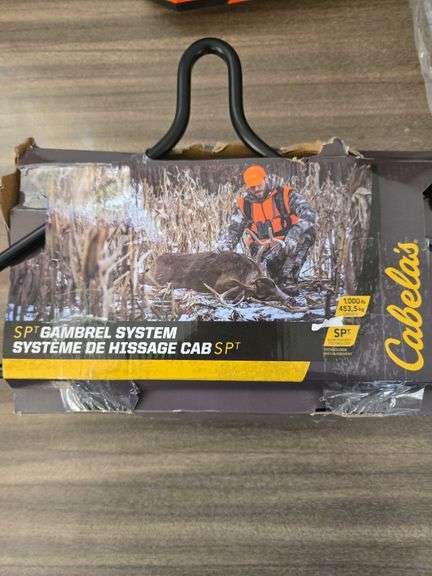 SPT GAMBREL SYSTEM
SYSTÈME DE HISSAGE CAB SPT
1,000 lb
453,5 kg
SPT
Cabela's